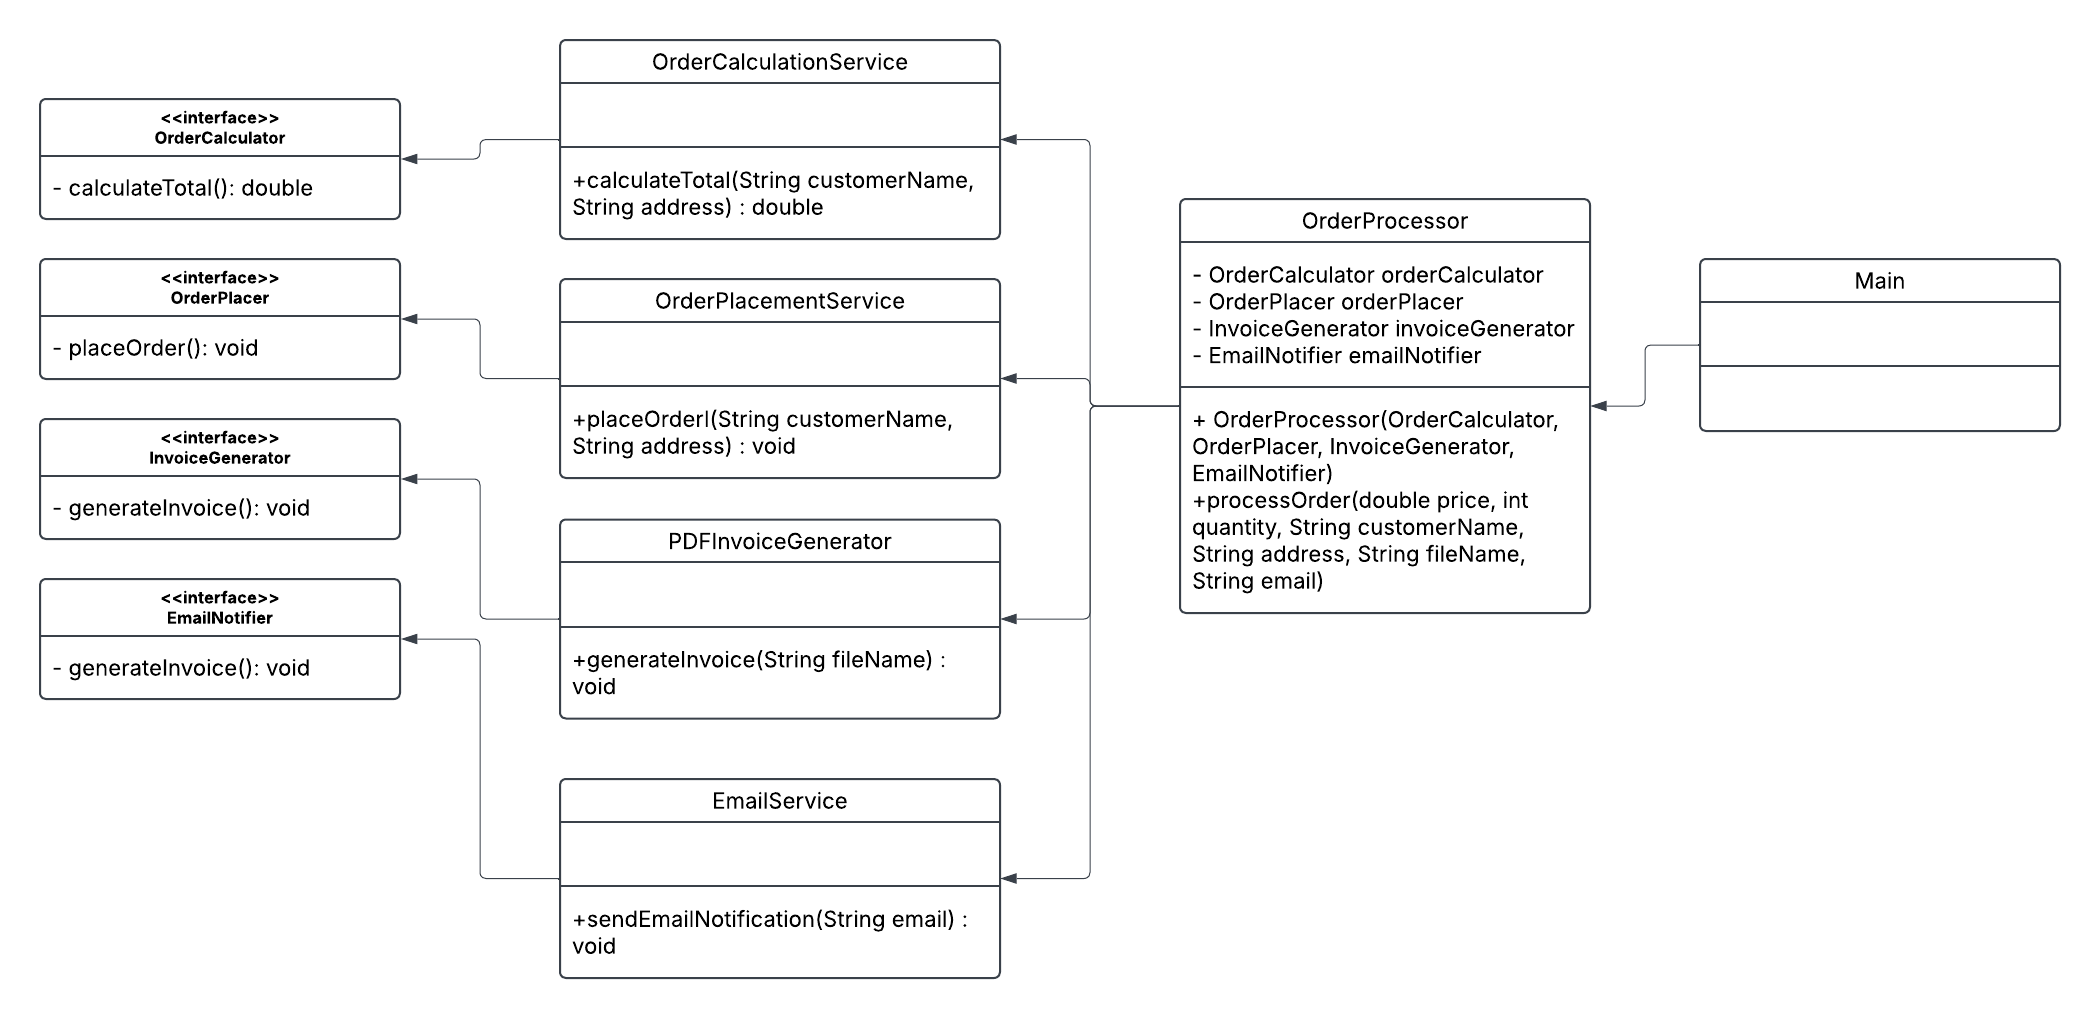 <<interface>>
OrderCalculator
- calculateTotal(): double
<<interface>>
OrderPlacer
- placeOrder(): void
<<interface>>
InvoiceGenerator
- generateInvoice(): void
<<interface>>
EmailNotifier
- generateInvoice(): void
OrderCalculationService
+calculateTotal(String customerName,
String address) : double
OrderPlacementService
+placeOrderI(String customerName,
String address) : void
PDFInvoiceGenerator
+generateInvoice(String fileName) :
void
EmailService
+sendEmailNotification(String email) :
void
OrderProcessor
- OrderCalculator orderCalculator
- OrderPlacer orderPlacer
- InvoiceGenerator invoiceGenerator
- EmailNotifier emailNotifier
+ OrderProcessor(OrderCalculator,
OrderPlacer, InvoiceGenerator,
EmailNotifier)
+processOrder(double price, int
quantity, String customerName,
String address, String fileName,
String email)
Main